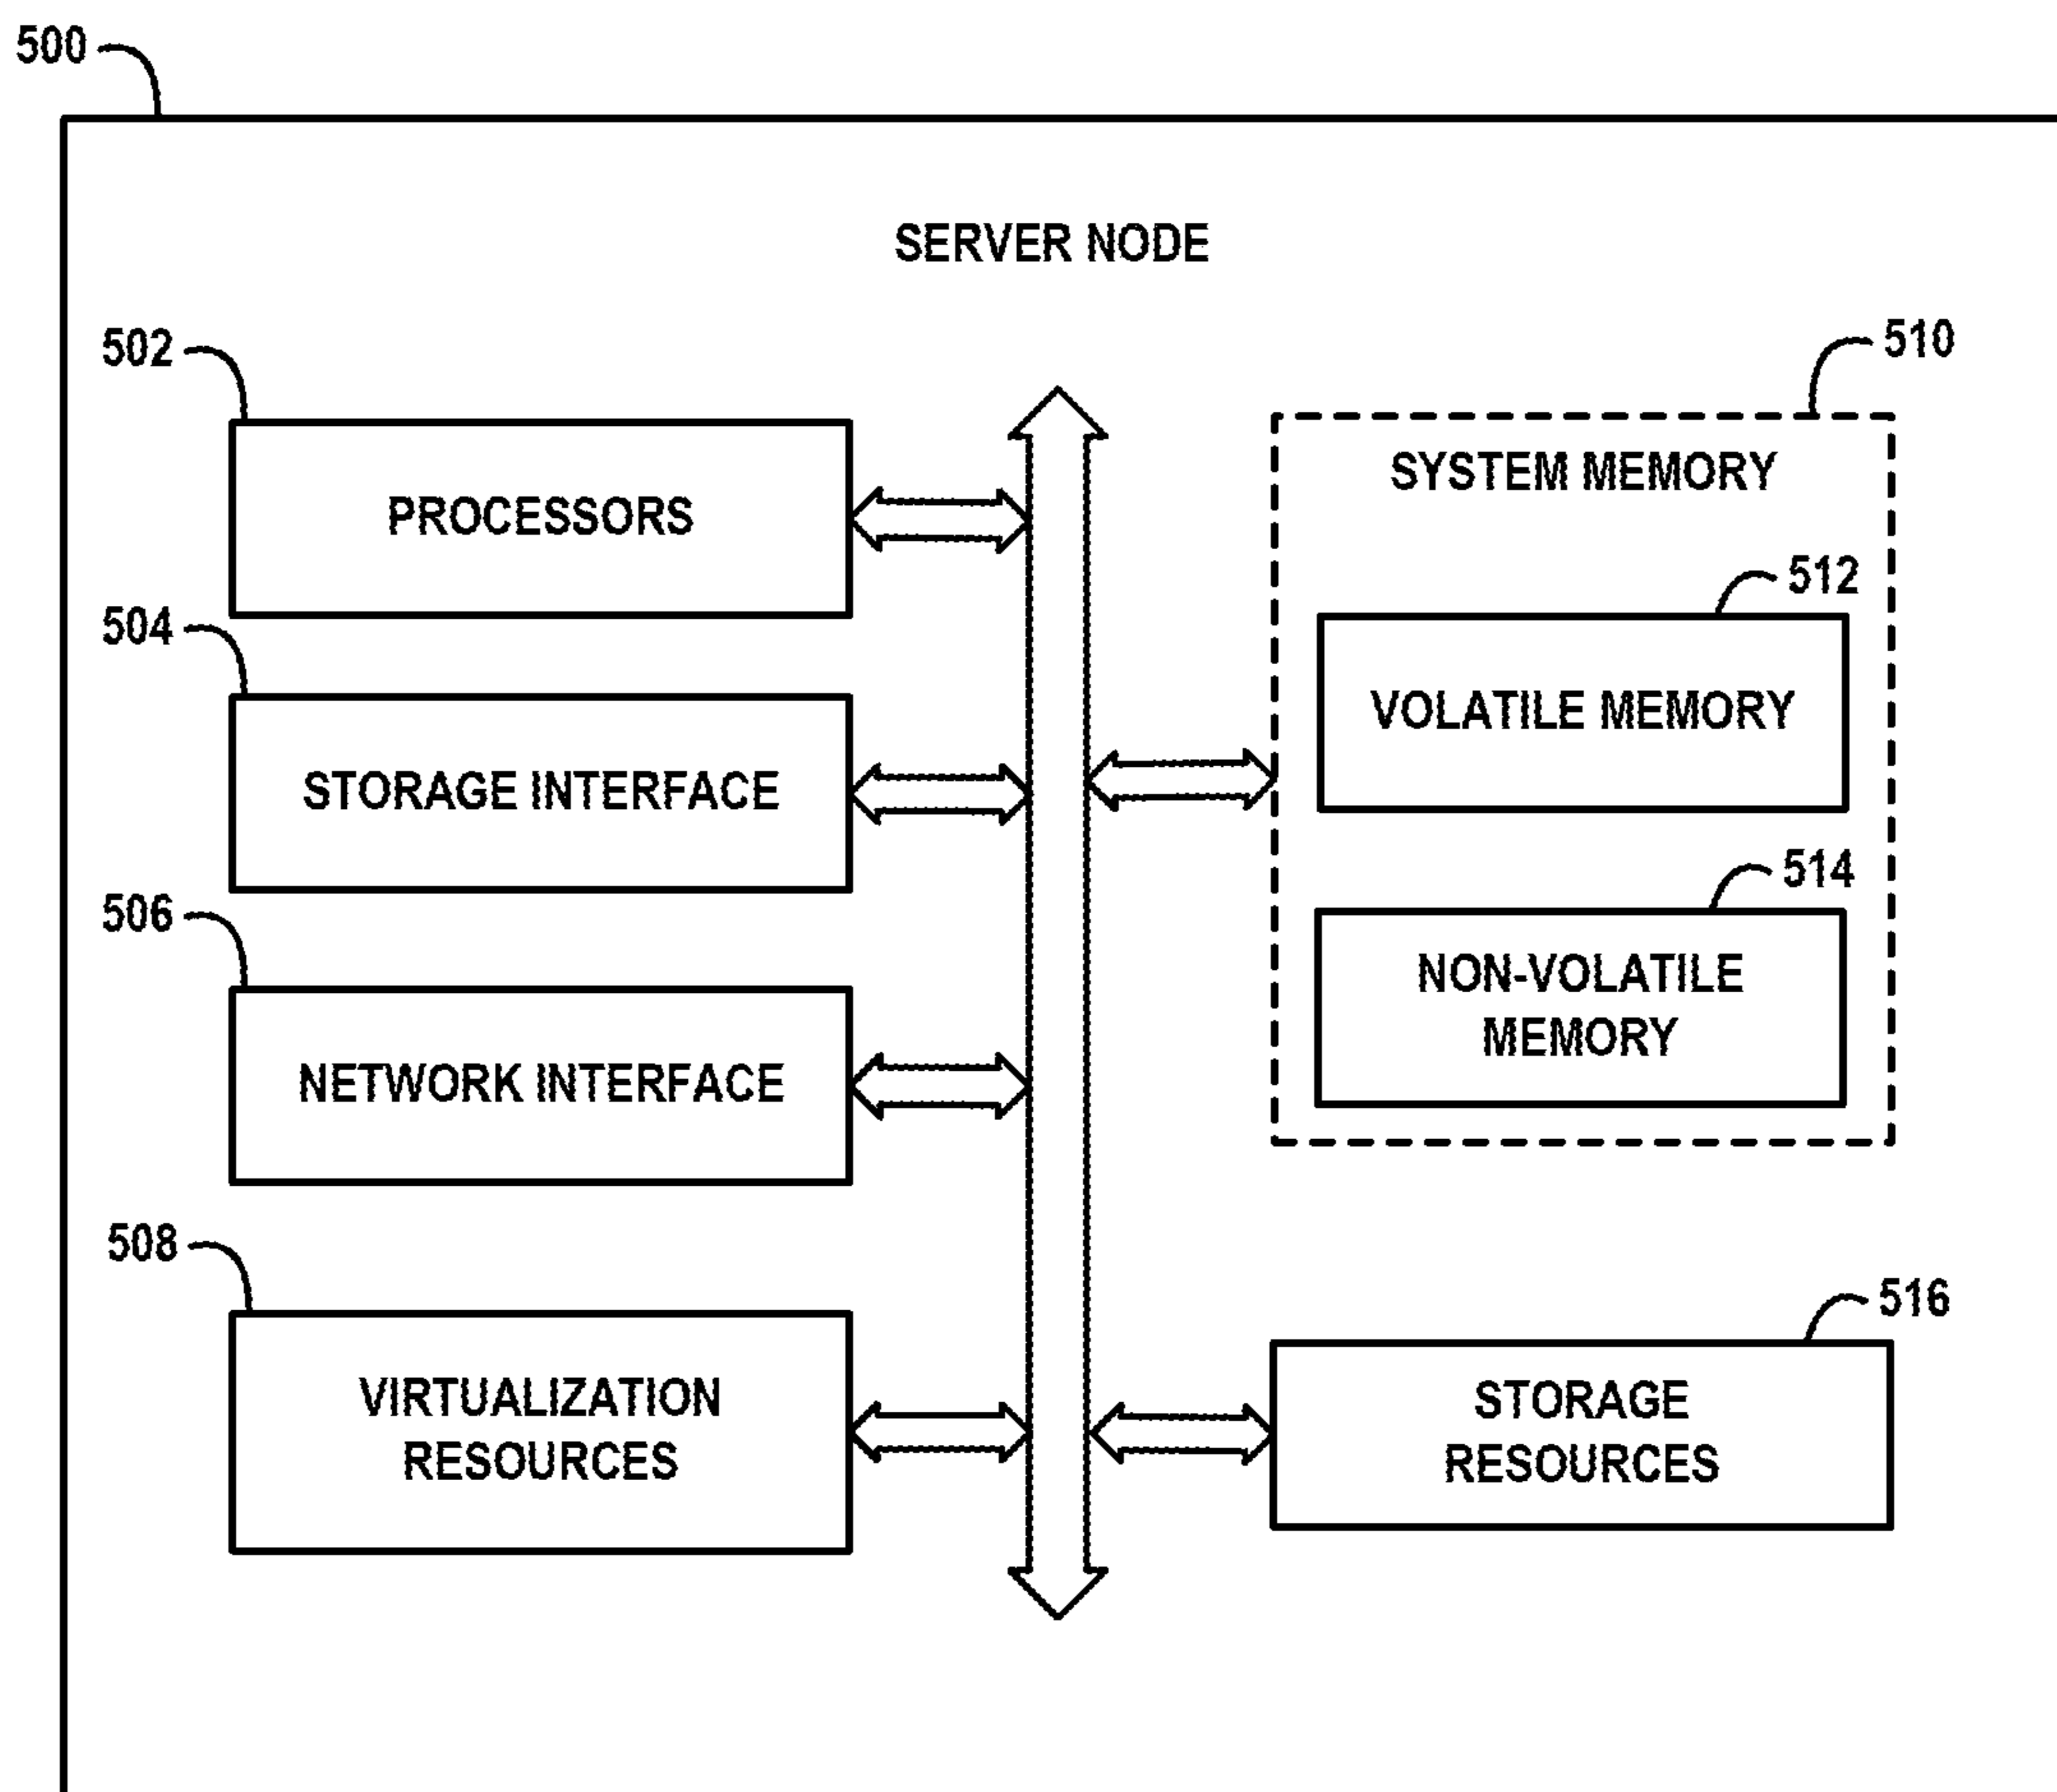 500
SERVER NODE
502
PROCESSORS
504
STORAGE INTERFACE
506
NETWORK INTERFACE
508
VIRTUALIZATION
RESOURCES
510
SYSTEM MEMORY
512
VOLATILE MEMORY
514
NON-VOLATILE
MEMORY
516
STORAGE
RESOURCES